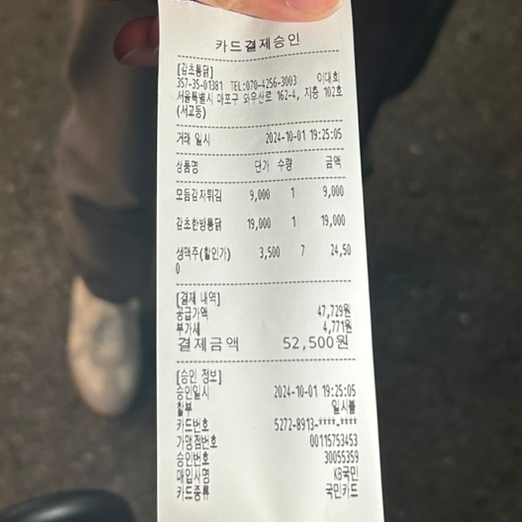 카드결제승인
[감초통닭]
357-35-01381 TEL:070-4256-3003 이대희
서울특별시 마포구 와우산로 162-4, 지층 102호
(서교동)
거래 일시 2024-10-01 19:25:05
상품명 단가 수량 금액
모둠감자튀김 9,000 1 9,000
감초한방통닭 19,000 1 19,000
생맥주(할인가) 3,500 7 24,50
0
[결제 내역]
공급가액 47,729원
부가세 4,771원
결제금액 52,500원
[승인 정보]
승인일시 2024-10-01 19:25:05
할부 일시불
카드번호 5272-8913-****-****
가맹점번호 00115753453
승인번호 30055359
매입사명 KB국민
카드종류 국민카드